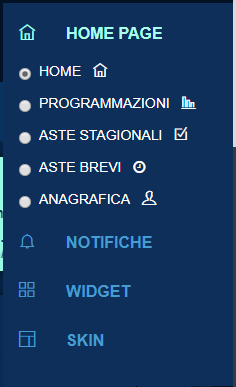 HOME PAGE
HOME
PROGRAMMAZIONI
ASTE STAGIONALI
ASTE BREVI
ANAGRAFICA
NOTIFICHE
WIDGET
SKIN